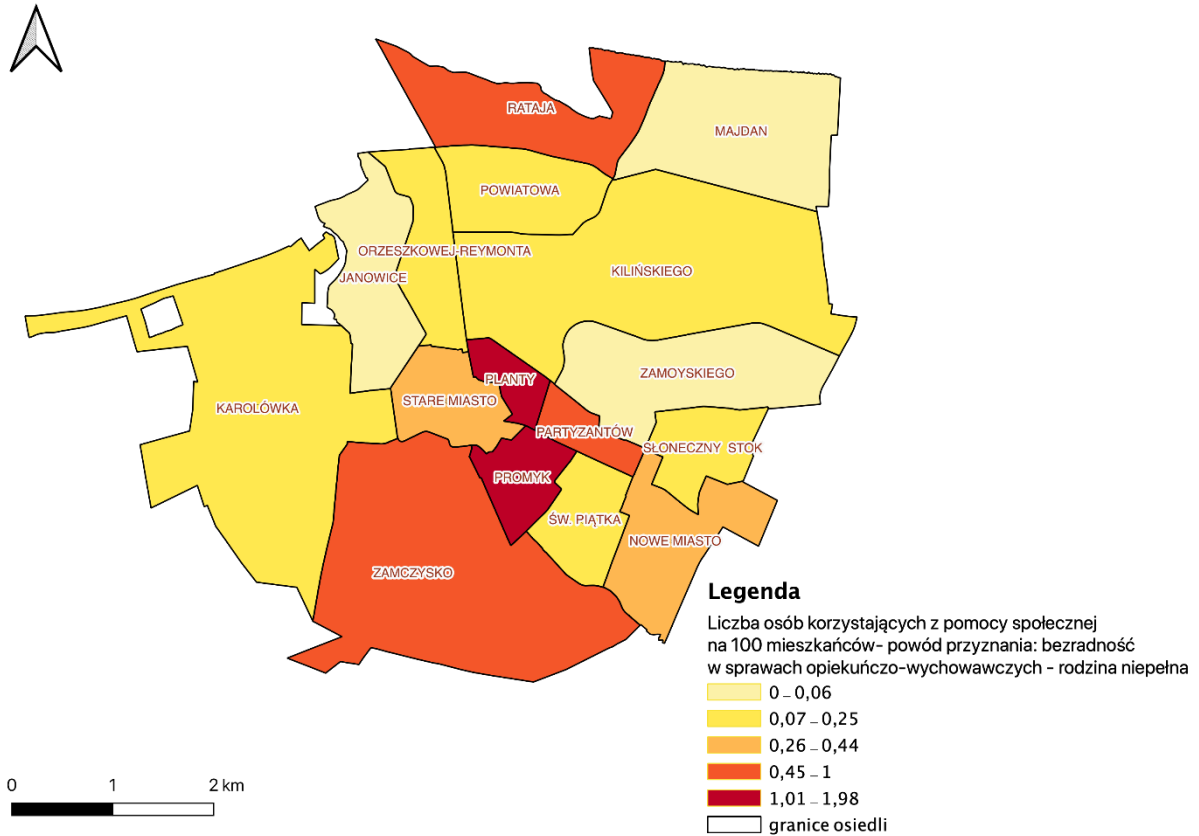 RATAJA
MAJDAN
POWIATOWA
ORZESZKOWEJ-REYMONTA
KILIŃSKIEGO
JANOWICE
ZAMOYSKIEGO
PLANTY
STARE MIASTO
KAROLÓWKA
PARTYZANTÓW
SŁONECZNY STOK
PROMYK
ŚW. PIĄTKA
NOWE MIASTO
ZAMCZYSKO
Legenda
Liczba osób korzystających z pomocy społecznej
na 100 mieszkańców- powód przyznania: bezradność
w sprawach opiekuńczo-wychowawczych - rodzina niepełna
0 – 0,06
0,07 – 0,25
0,26 – 0,44
0,45 – 1
1,01 – 1,98
granice osiedli
0 1 2 km